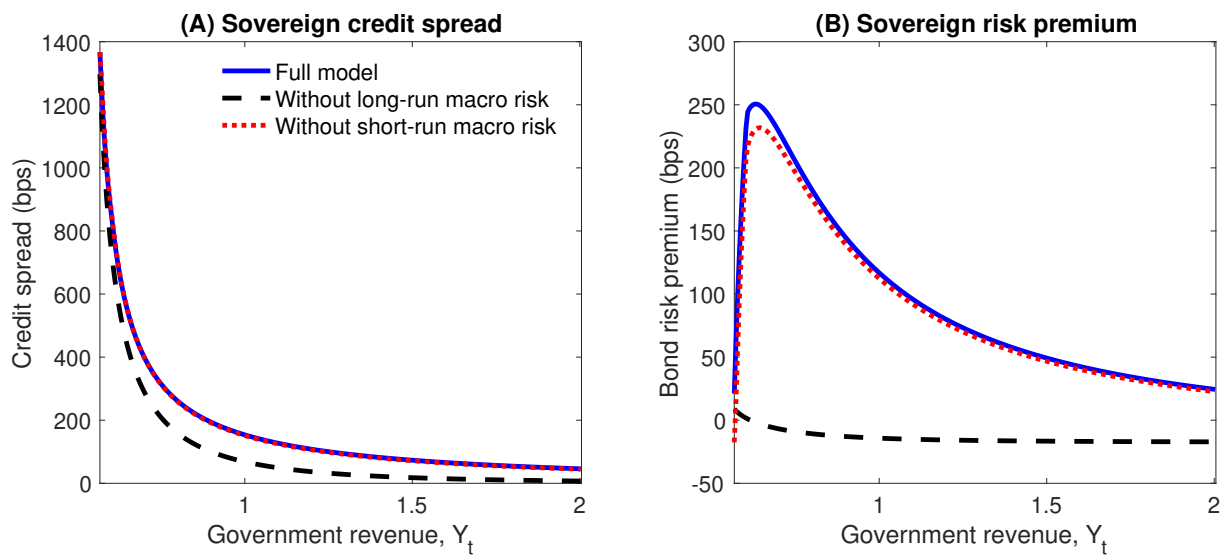 (A) Sovereign credit spread
1400
1200
1000
800
600
400
200
0
Credit spread (bps)
Full model
Without long-run macro risk
Without short-run macro risk
1
1.5
2
Government revenue, Y_t
(B) Sovereign risk premium
300
250
200
150
100
50
0
-50
Bond risk premium (bps)
1
1.5
2
Government revenue, Y_t